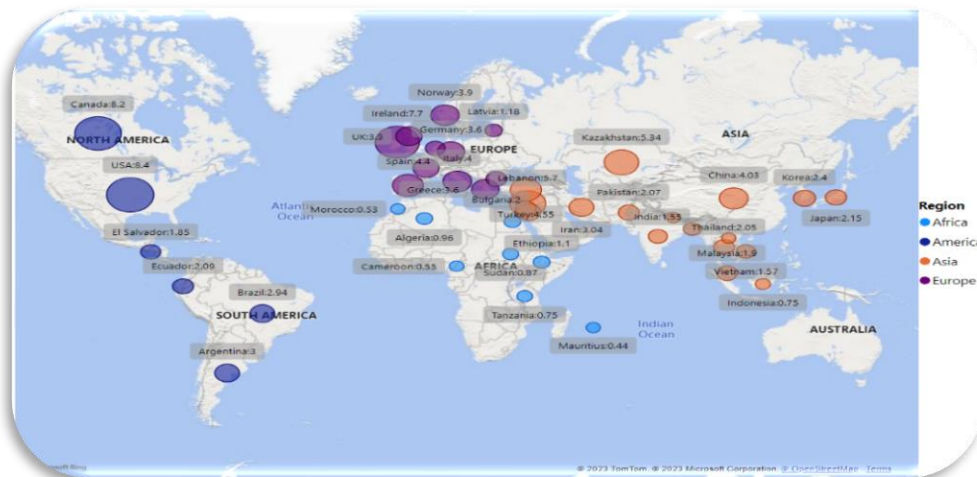 Norway:3.9
Canada:8.2
Ireland:7.7
Latvia:1.18
UK:3.3
Germany:3.6
NORTH AMERICA
EUROPE
Kazakhstan:5.34
ASIA
USA:8.4
Spain:4.4
Italy:4
Lebanon:5.7
China:4.03
Korea:2.4
Greece:3.6
Bulgaria:2
Pakistan:2.07
Atlantic
Ocean
Morocco:0.53
Turkey:4.55
India:1.55
Japan:2.15
Region
Africa
America
Asia
Europe
El Salvador:1.85
Algeria:0.96
Iran:3.04
Thailand:2.05
Ethiopia:1.1
Ecuador:2.09
Cameroon:0.55
AFRICA
Sudan:0.87
Malaysia:1.9
Vietnam:1.57
Brazil:2.94
Indonesia:0.75
SOUTH AMERICA
Tanzania:0.75
Indian
Ocean
AUSTRALIA
Mauritius:0.44
Argentina:3
© 2023 TomTom, © 2023 Microsoft Corporation, © OpenStreetMap Terms